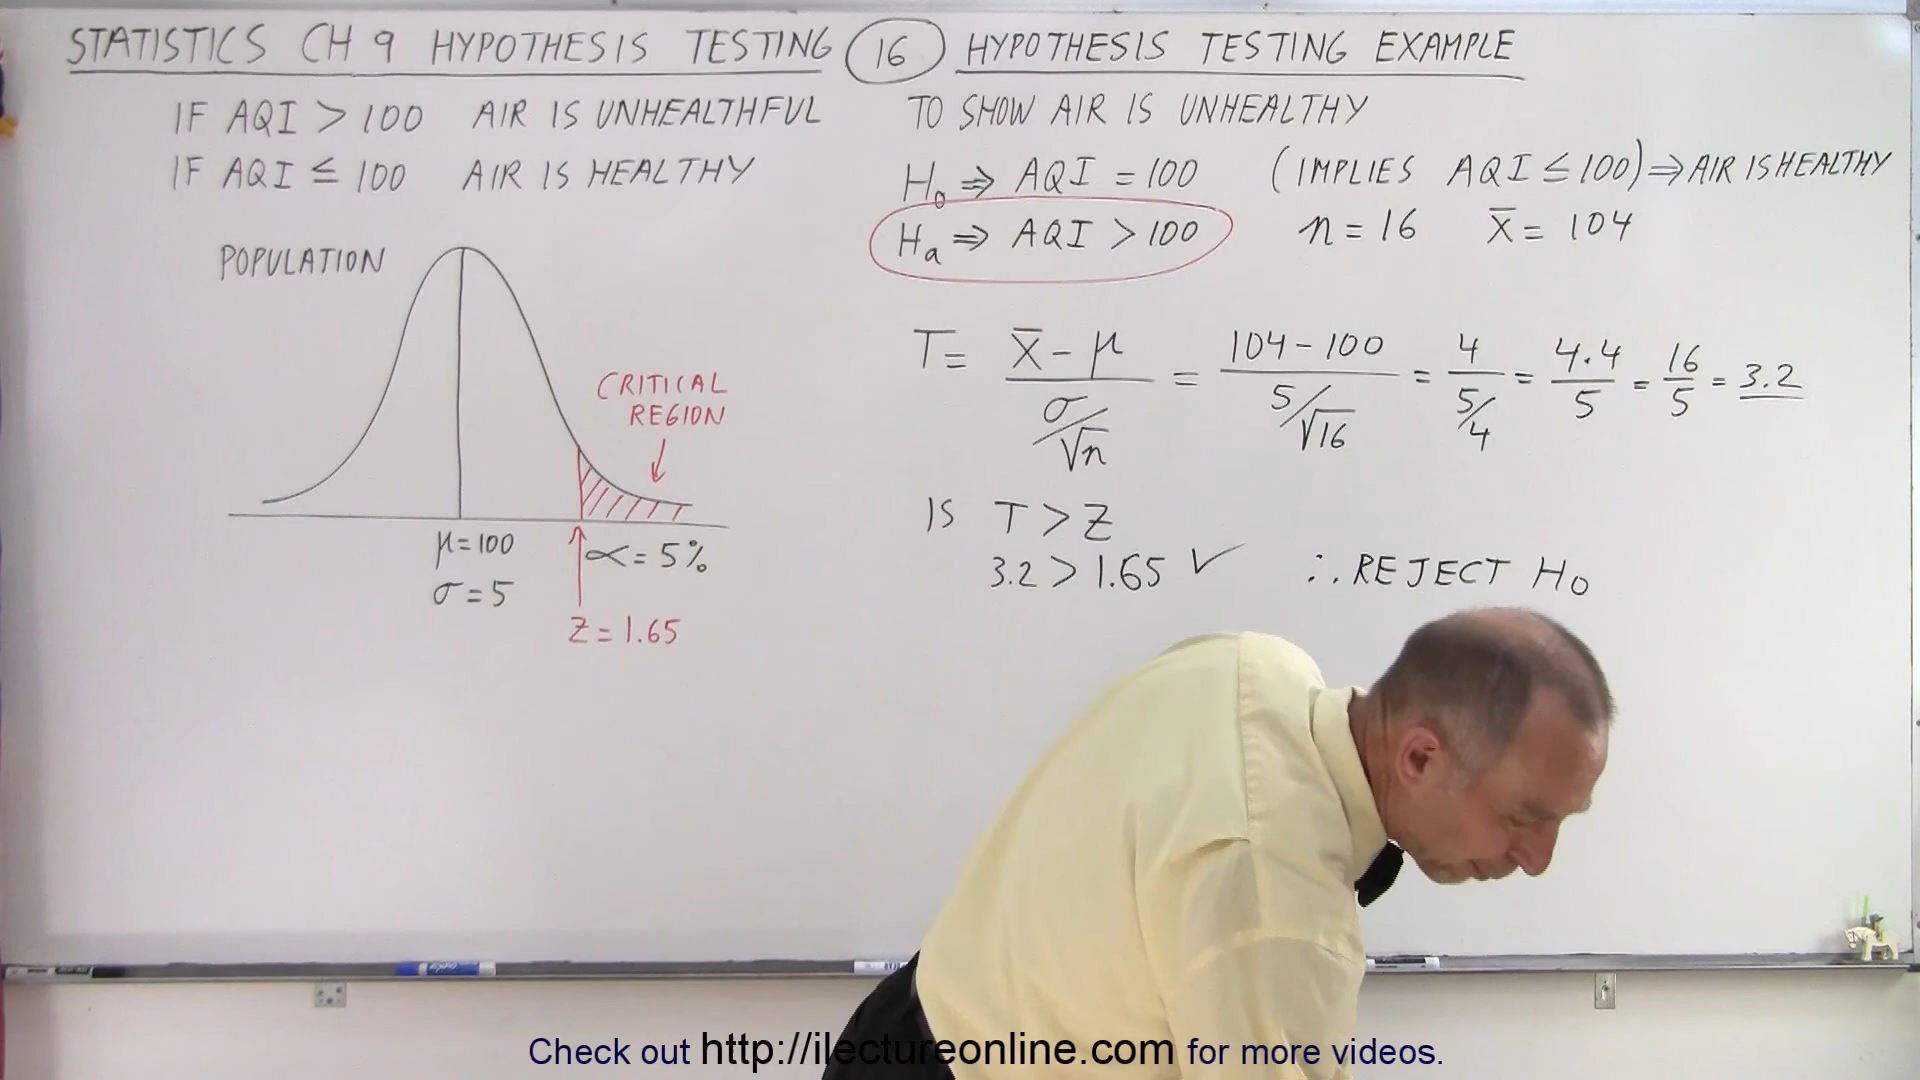 STATISTICS CH 9 HYPOTHESIS TESTING 16 HYPOTHESIS TESTING EXAMPLE
IF AQI > 100 AIR IS UNHEALTHFUL
IF AQI ≤ 100 AIR IS HEALTHY
POPULATION
CRITICAL
REGION
μ = 100
σ = 5
∝ = 5%
Z = 1.65
TO SHOW AIR IS UNHEALTHY
H₀ ⇒ AQI = 100 (IMPLIES AQI ≤ 100) ⇒ AIR IS HEALTHY
Hₐ ⇒ AQI > 100 n = 16 x̄ = 104
T = (x̄ - μ)/(σ/√n) = (104 - 100)/(5/√16) = 4/(5/4) = 4·4/5 = 16/5 = 3.2
IS T > Z
3.2 > 1.65 ✓ ∴ REJECT H₀
Check out http://ilectureonline.com for more videos.